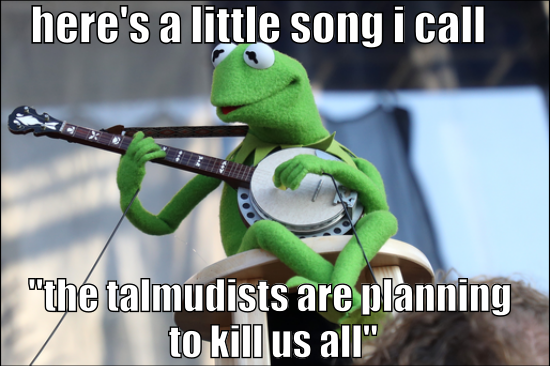 here's a little song i call
"the talmudists are planning
to kill us all"